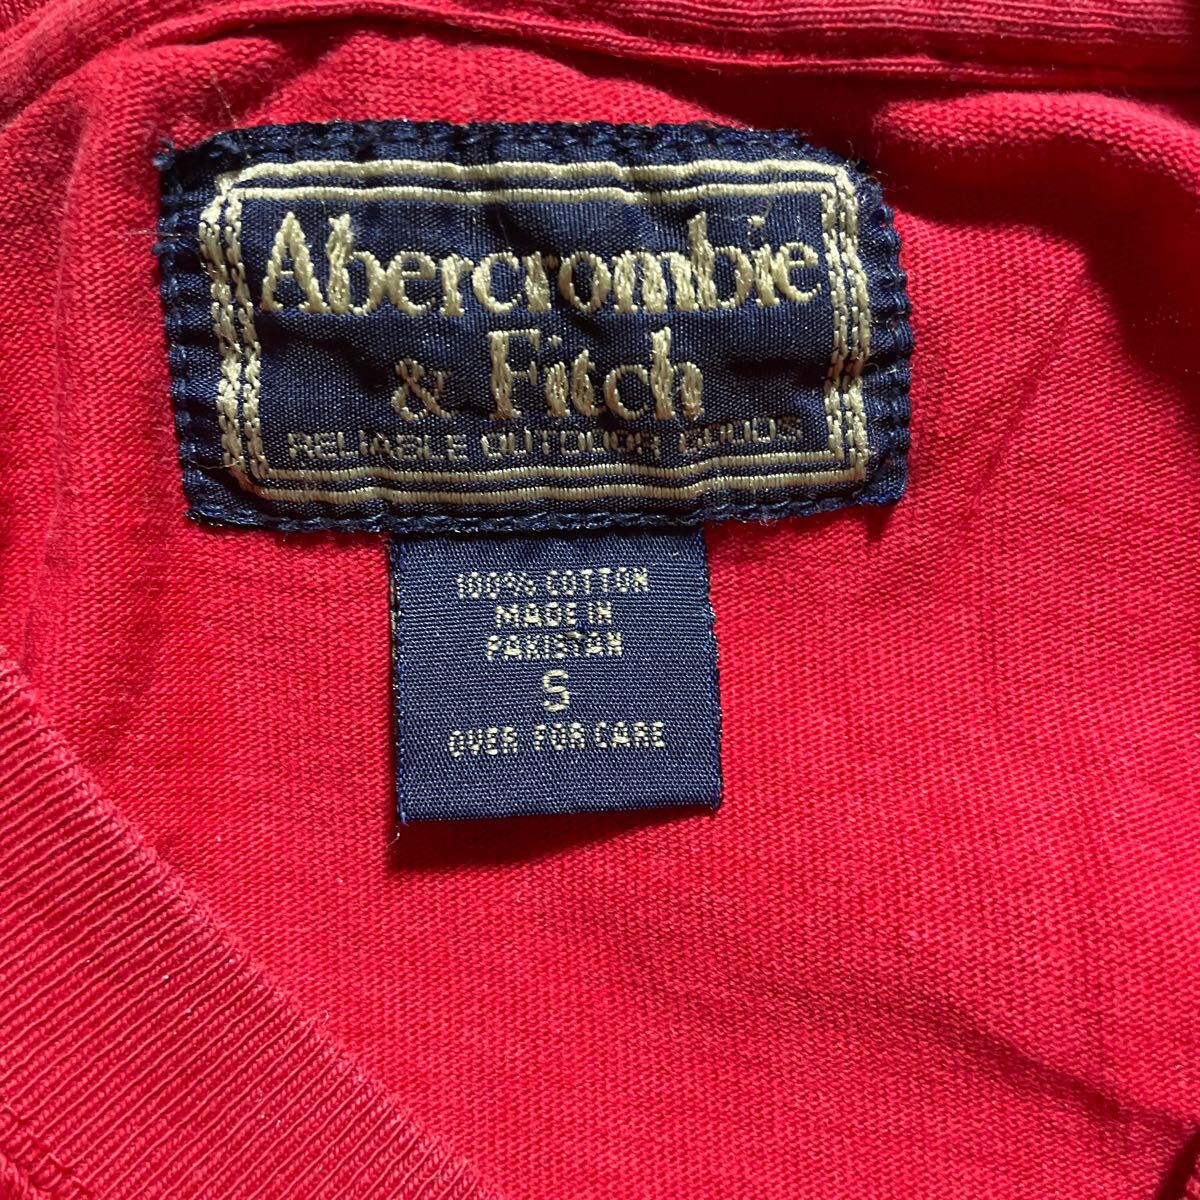 Abercrombie
& Fitch
RELIABLE OUTDOOR GOODS
100% COTTON
MADE IN
PAKISTAN
S
OVER FOR CARE